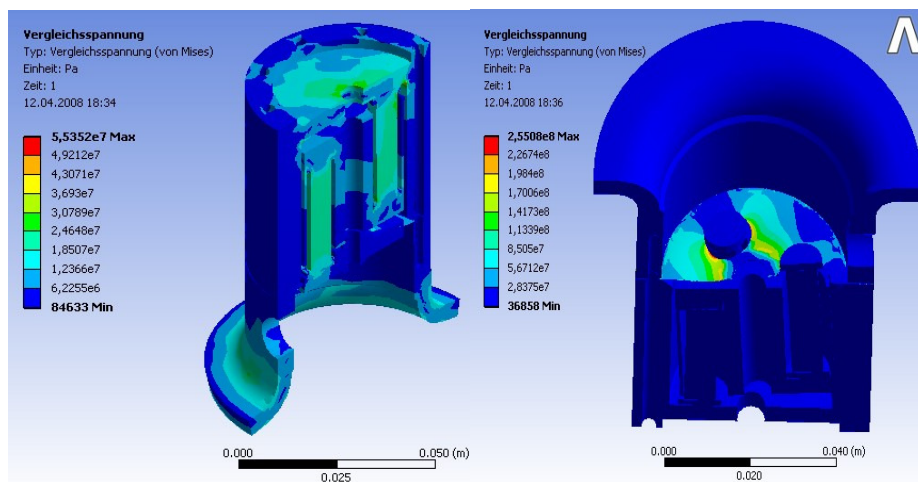 Vergleichsspannung
Typ: Vergleichsspannung (von Mises)
Einheit: Pa
Zeit: 1
12.04.2008 18:34
5,5352e7 Max
4,9212e7
4,3071e7
3,693e7
3,0789e7
2,4648e7
1,8507e7
1,2366e7
6,2255e6
84633 Min
0.000
0.050 (m)
0.025
Vergleichsspannung
Typ: Vergleichsspannung (von Mises)
Einheit: Pa
Zeit: 1
12.04.2008 18:36
2,5508e8 Max
2,2674e8
1,984e8
1,7006e8
1,4173e8
1,1339e8
8,505e7
5,6712e7
2,8375e7
36858 Min
0.000
0.040 (m)
0.020